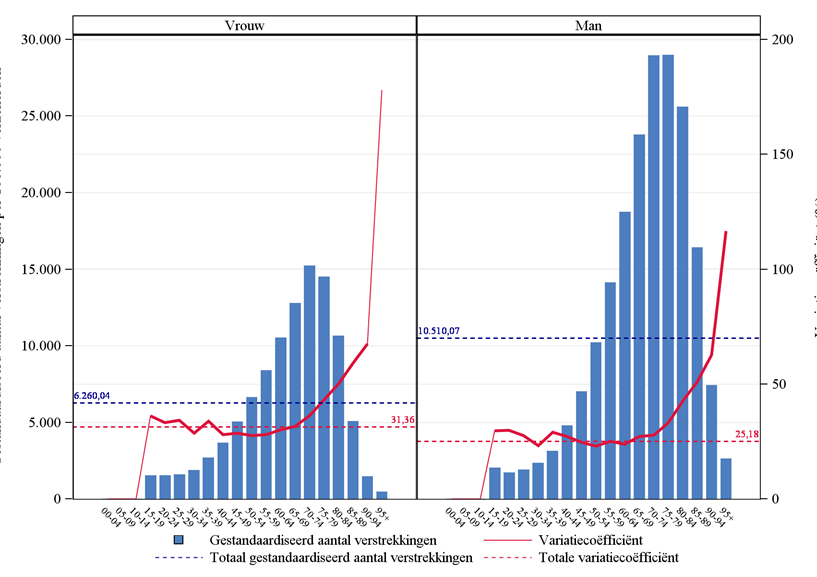 Vrouw Man
30.000 200
25.000
150
20.000
15.000 100
10.510,07
10.000
6.260,04 50
5.000 31,36 25,18
0 0
00-04 05-09 10-14 15-19 20-24 25-29 30-34 35-39 40-44 45-49 50-54 55-59 60-64 65-69 70-74 75-79 80-84 85-89 90-94 95+ 00-04 05-09 10-14 15-19 20-24 25-29 30-34 35-39 40-44 45-49 50-54 55-59 60-64 65-69 70-74 75-79 80-84 85-89 90-94 95+
Gestandaardiseerd aantal verstrekkingen Variatiecoëfficiënt
Totaal gestandaardiseerd aantal verstrekkingen Totale variatiecoëfficiënt